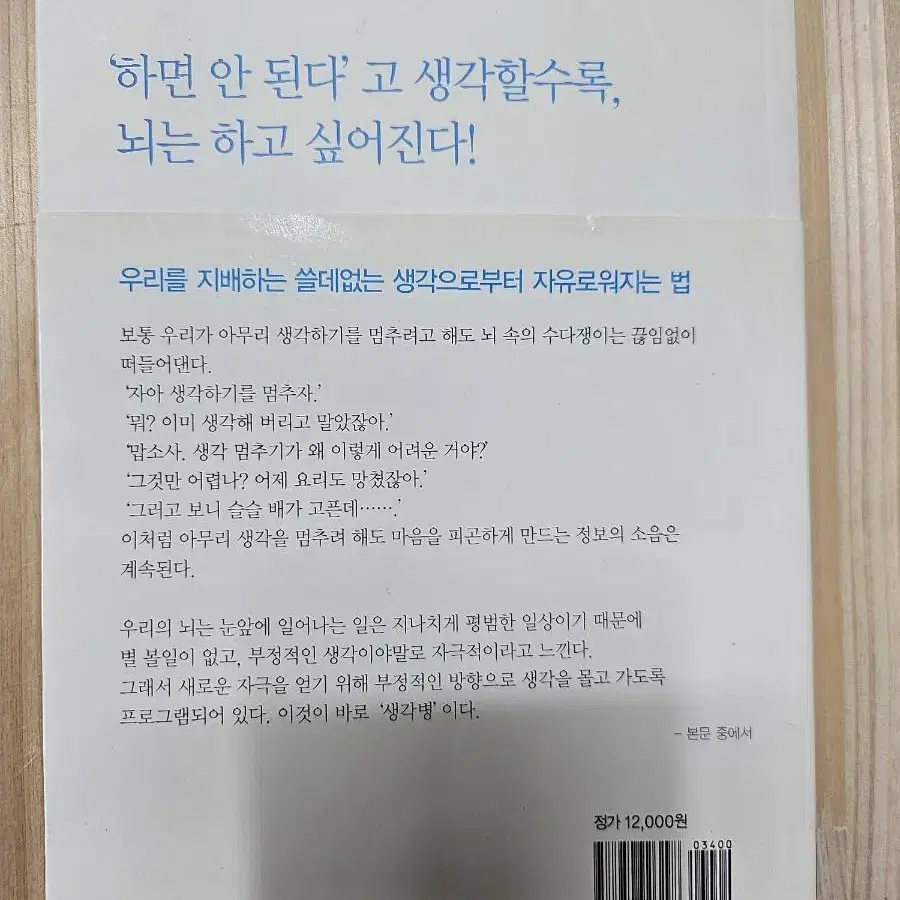 '하면 안 된다' 고 생각할수록,
뇌는 하고 싶어진다!
우리를 지배하는 쓸데없는 생각으로부터 자유로워지는 법
보통 우리가 아무리 생각하기를 멈추려고 해도 뇌 속의 수다쟁이는 끊임없이
떠들어댄다.
'자아 생각하기를 멈추자.'
'뭐? 이미 생각해 버리고 말았잖아.'
'맙소사. 생각 멈추기가 왜 이렇게 어려운 거야?'
'그것만 어렵나? 어제 요리도 망쳤잖아.'
'그러고 보니 슬슬 배가 고픈데…….'
이처럼 아무리 생각을 멈추려 해도 마음을 피곤하게 만드는 정보의 소음은
계속된다.
우리의 뇌는 눈앞에 일어나는 일은 지나치게 평범한 일상이기 때문에
별 볼일이 없고, 부정적인 생각이야말로 자극적이라고 느낀다.
그래서 새로운 자극을 얻기 위해 부정적인 방향으로 생각을 몰고 가도록
프로그램되어 있다. 이것이 바로 '생각병'이다.
- 본문 중에서
정가 12,000원
03400